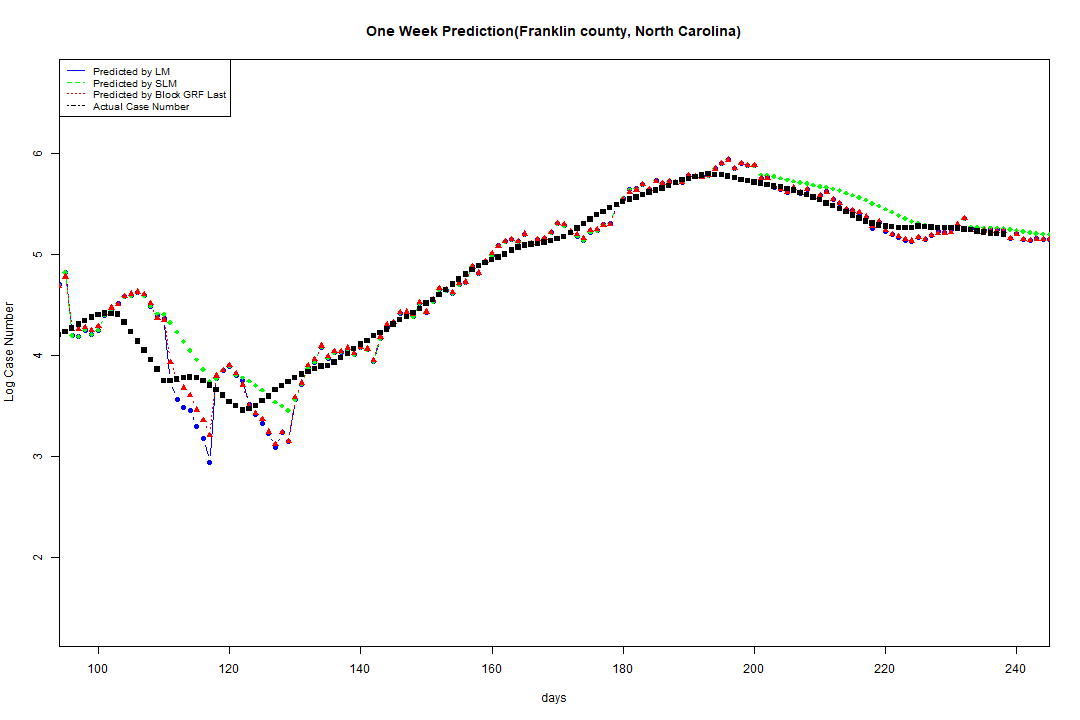 One Week Prediction(Franklin county, North Carolina)
Predicted by LM
Predicted by SLM
Predicted by Block GRF Last
Actual Case Number
Log Case Number
6
5
4
3
2
100 120 140 160 180 200 220 240
days